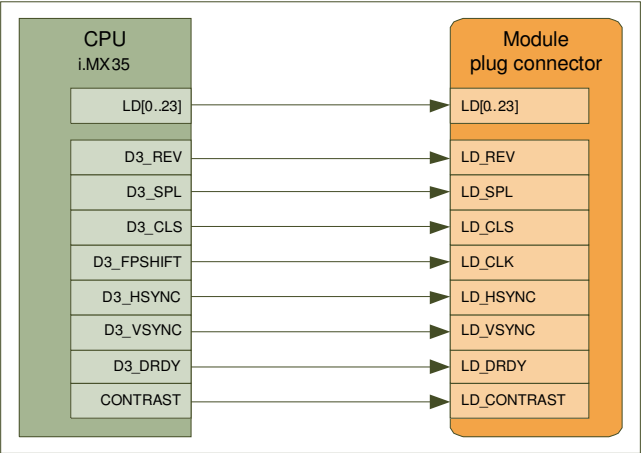 CPU
i.MX35
Module
plug connector
LD[0..23]
LD[0..23]
D3_REV
LD_REV
D3_SPL
LD_SPL
D3_CLS
LD_CLS
D3_FPSHIFT
LD_CLK
D3_HSYNC
LD_HSYNC
D3_VSYNC
LD_VSYNC
D3_DRDY
LD_DRDY
CONTRAST
LD_CONTRAST